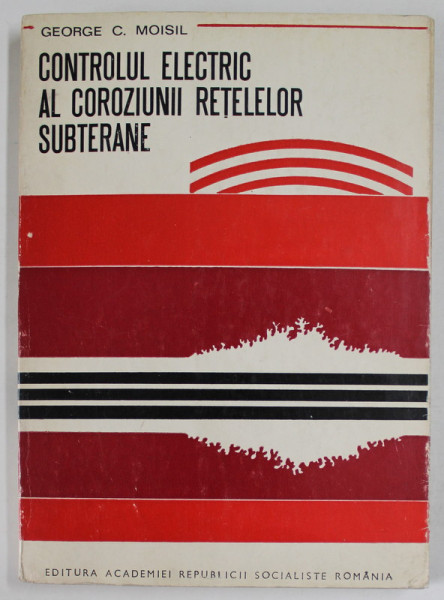 GEORGE C. MOISIL
CONTROLUL ELECTRIC
AL COROZIUNII REȚELELOR
SUBTERANE
EDITURA ACADEMIEI REPUBLICII SOCIALISTE ROMÂNIA